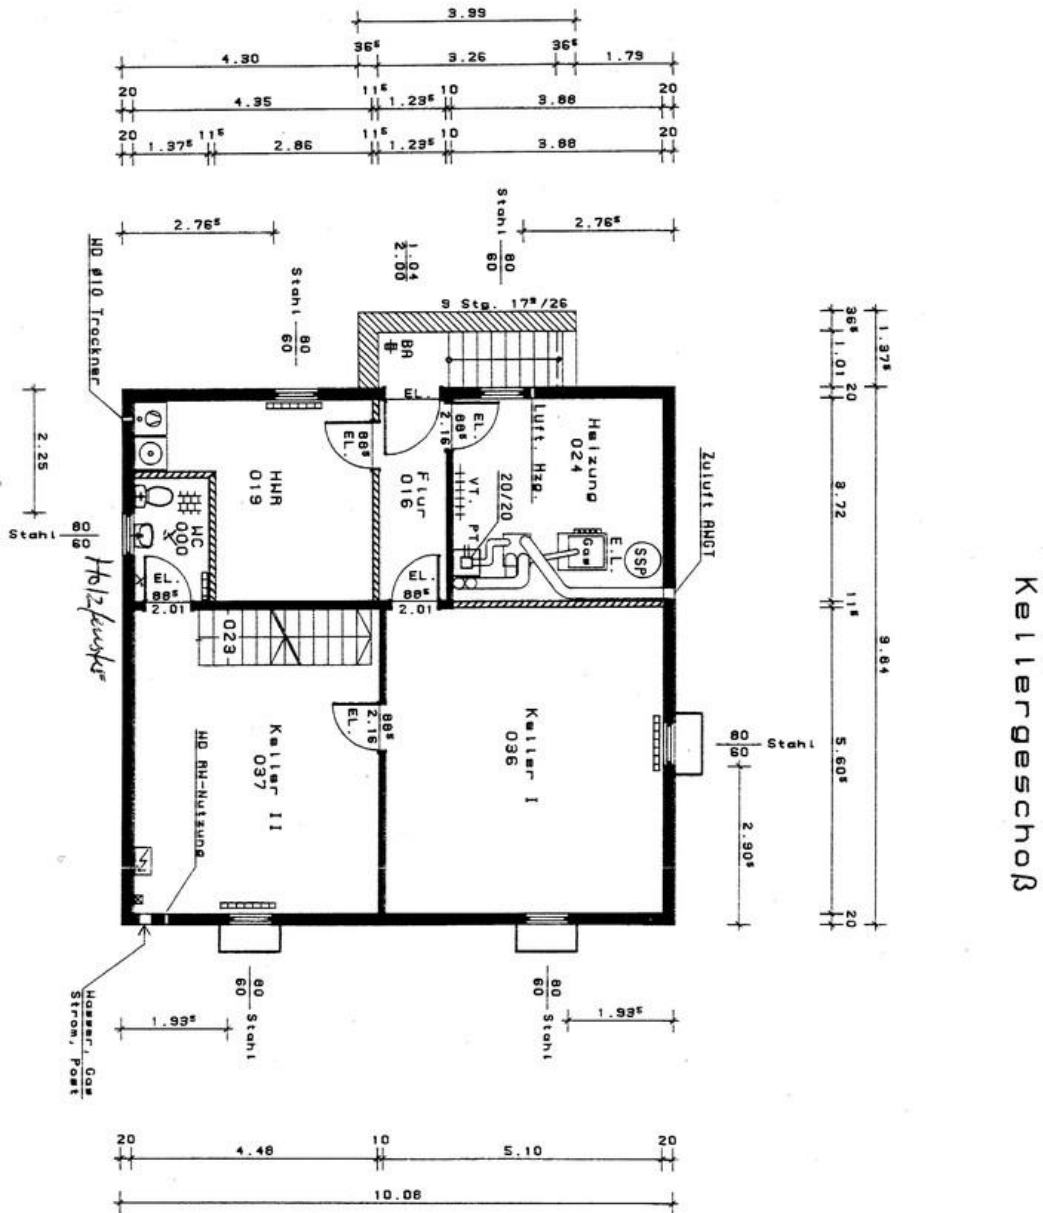 3.99
36⁵ 36⁵
4.30 3.26 1.79
20 11⁵ 10 20
4.35 1.23⁵ 3.88
20 11⁵ 11⁵ 10 20
1.37⁵ 2.86 1.23⁵ 3.88
2.76⁵ 2.76⁵
WD ø10 Trockner
Stahl 80/60
1.04/2.00
Stahl 80/60
9 Stg. 17⁵/26
BA
EL.
36⁵ 1.01 20
1.37⁵
2.25
HWR
019
88⁵
EL.
Flur
016
2.16
88⁵
EL.
Luft. Hzg.
Heizung
024
Zuluft
VT.
PT.
20/20
Gas
E.L.
SSP
3.72
Stahl 80/60
WC
EL.
88⁵
2.01
EL.
88⁵
2.01
11⁵
9.84
Holzfenster
023
Keller II
037
88⁵
2.16
EL.
Keller I
036
80/60 Stahl
5.60⁵
2.90⁵
20
WD RW-Nutzung
Wasser, Gas
Strom, Post
80/60 Stahl
80/60 Stahl
1.93⁵ 1.93⁵
20 10 20
4.48 5.10
10.08
Kellergeschoß